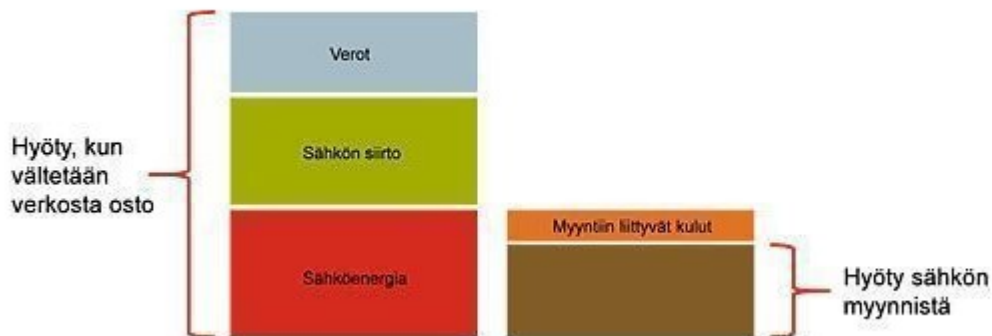 Verot
Sähkön siirto
Hyöty, kun
vältetään
verkosta osto
Sähköenergia
Myyntiin liittyvät kulut
Hyöty sähkön
myynnistä